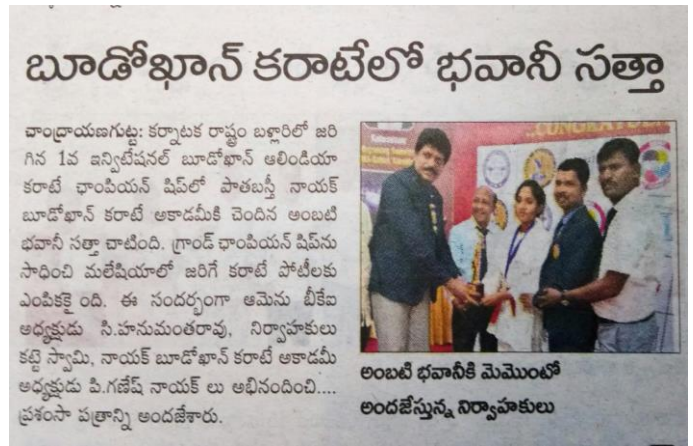 బూడోఖాన్ కరాటేలో భవానీ సత్తా
చాంద్రాయణగుట్ట: కర్నాటక రాష్ట్రం బళ్లారిలో జరి
గిన 1వ ఇన్విటేషనల్ బూడోఖాన్ ఆలిండియా
కరాటే ఛాంపియన్ షిప్‌లో పాతబస్తీ నాయక్
బూడోఖాన్ కరాటే అకాడమీకి చెందిన అంబటి
భవానీ సత్తా చాటింది. గ్రాండ్ ఛాంపియన్ షిప్‌ను
సాధించి మలేషియాలో జరిగే కరాటే పోటీలకు
ఎంపికకై ంది. ఈ సందర్భంగా ఆమెను బీకేఐ
అధ్యక్షుడు సి.హనుమంతరావు, నిర్వాహకులు
కట్టె స్వామి, నాయక్ బూడోఖాన్ కరాటే అకాడమీ
అధ్యక్షుడు పి.గణేష్ నాయక్ లు అభినందించి....
ప్రశంసా పత్రాన్ని అందజేశారు.
..CONGRATU
అంబటి భవానీకి మెమొంటో
అందజేస్తున్న నిర్వాహకులు